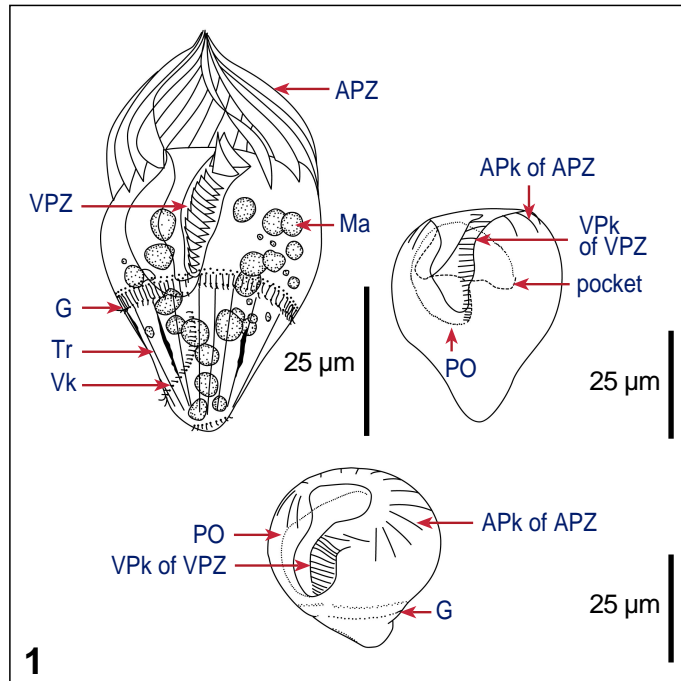 APZ
VPZ
Ma
G
Tr
Vk
25 µm
APk of APZ
VPk
of VPZ
pocket
PO
25 µm
PO
APk of APZ
VPk of VPZ
G
25 µm
1